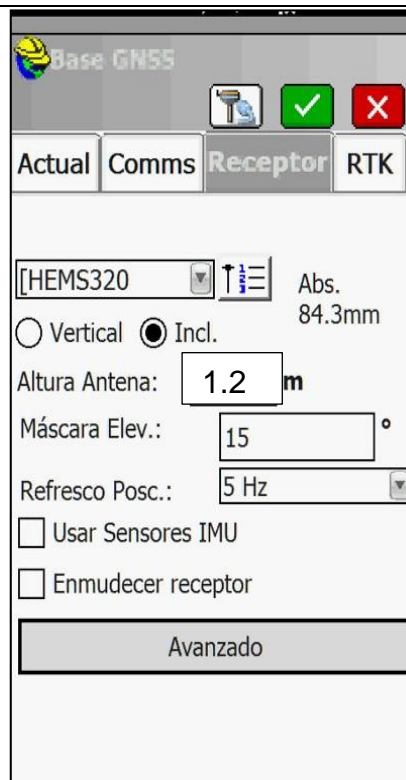 Base GNSS
Actual Comms Receptor RTK
[HEMS320
Abs.
84.3mm
Vertical Incl.
Altura Antena: 1.2 m
Máscara Elev.: 15 °
Refresco Posc.: 5 Hz
Usar Sensores IMU
Enmudecer receptor
Avanzado